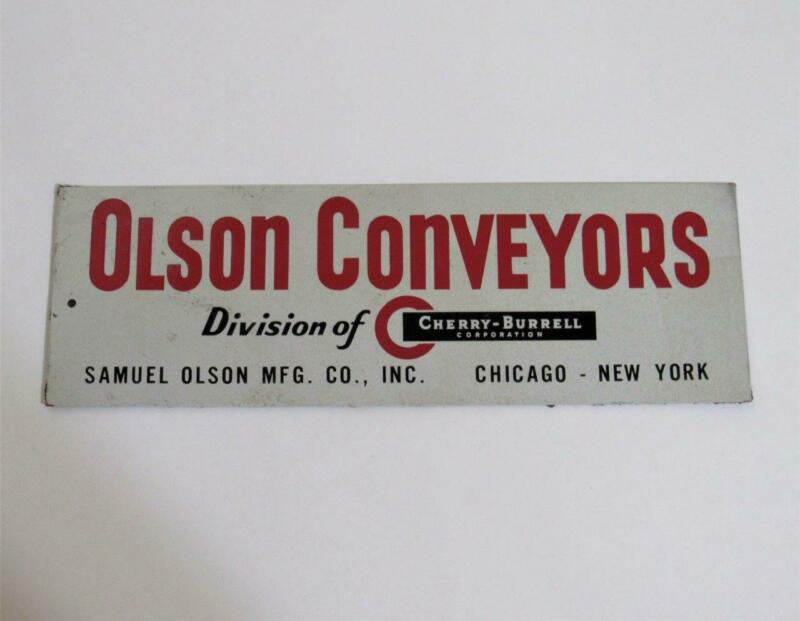 OLSON CONVEYORS
Division of CHERRY-BURRELL
CORPORATION
SAMUEL OLSON MFG. CO., INC. CHICAGO - NEW YORK